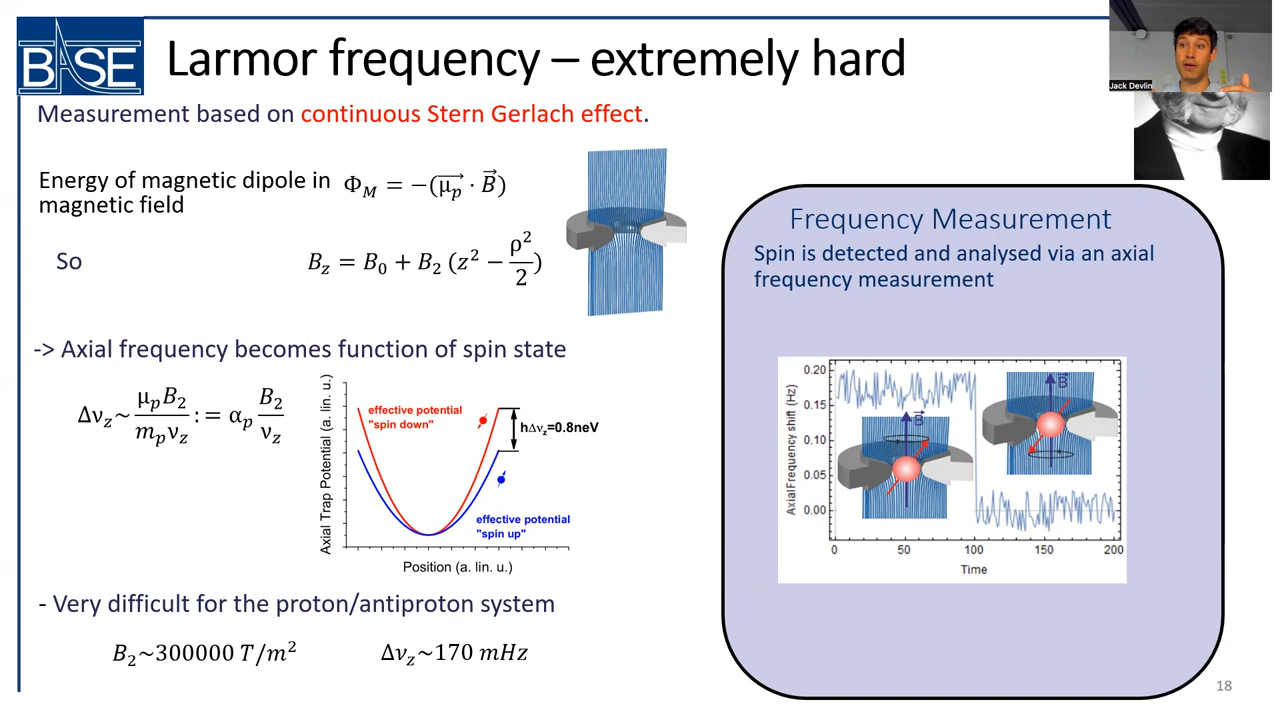 BASE
Larmor frequency – extremely hard
Jack Devlin
Measurement based on continuous Stern Gerlach effect.
Energy of magnetic dipole in
magnetic field
Φ_M = −(μ_p⃗ · B⃗)
So
B_z = B_0 + B_2 (z² − ρ²/2)
-> Axial frequency becomes function of spin state
Δν_z ~ μ_p B_2 / m_p ν_z := α_p B_2 / ν_z
Axial Trap Potential (a. lin. u.)
effective potential
"spin down"
hΔν_z=0.8neV
effective potential
"spin up"
Position (a. lin. u.)
- Very difficult for the proton/antiproton system
B_2~300000 T/m²
Δν_z~170 mHz
Frequency Measurement
Spin is detected and analysed via an axial
frequency measurement
Axial Frequency shift (Hz)
0.20
0.15
0.10
0.05
0.00
B⃗
B⃗
0
50
100
150
200
Time
18